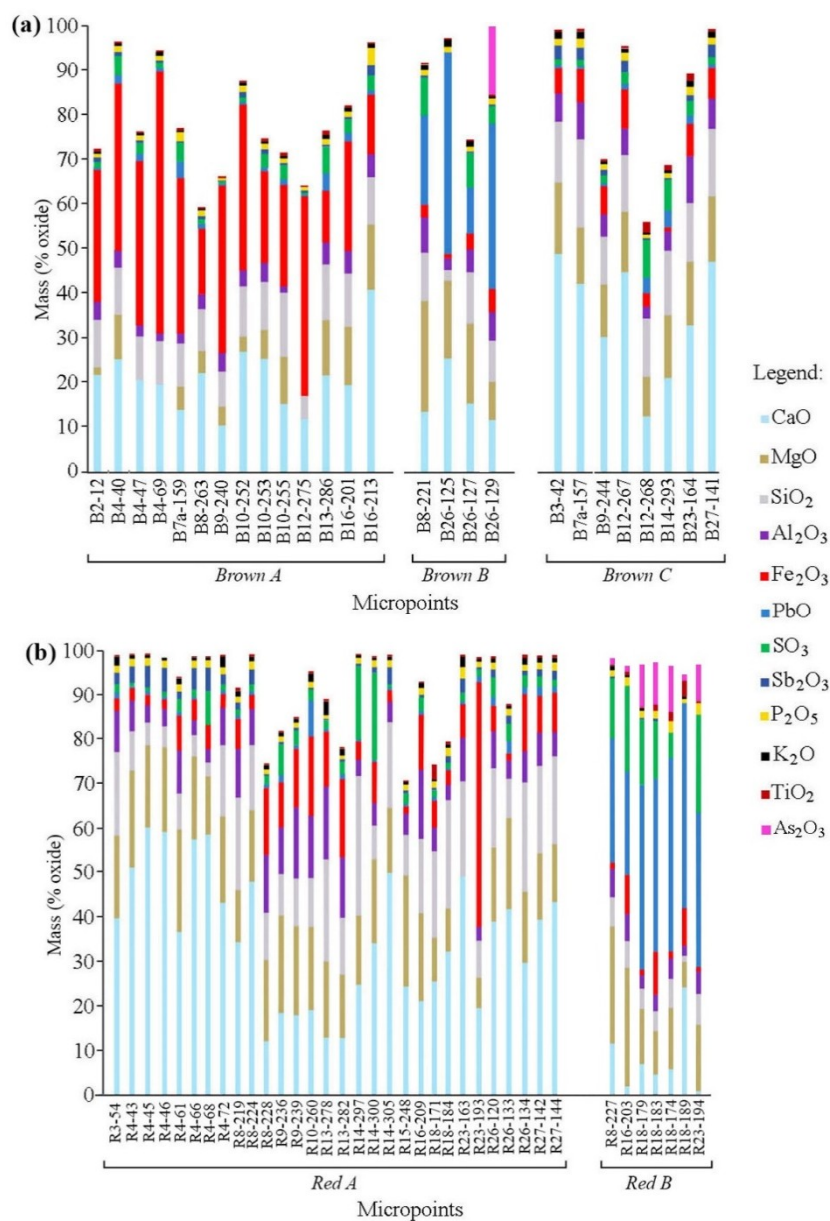 (a)
Mass (% oxide)
100
90
80
70
60
50
40
30
20
10
0
B2-12
B4-40
B4-47
B4-69
B7a-159
B8-263
B9-240
B10-252
B10-253
B10-255
B12-275
B13-286
B16-201
B16-213
B8-221
B26-125
B26-127
B26-129
B3-42
B7a-157
B9-244
B12-267
B12-268
B14-293
B23-164
B27-141
Brown A
Brown B
Brown C
Micropoints
Legend:
CaO
MgO
SiO₂
Al₂O₃
Fe₂O₃
PbO
SO₃
Sb₂O₃
P₂O₅
K₂O
TiO₂
As₂O₃
(b)
Mass (% oxide)
100
90
80
70
60
50
40
30
20
10
0
R3-54
R4-43
R4-45
R4-46
R4-61
R4-66
R4-68
R4-72
R8-219
R8-224
R8-228
R9-236
R9-239
R10-260
R13-278
R13-282
R14-297
R14-300
R14-305
R15-248
R16-209
R18-171
R18-184
R23-163
R23-193
R26-120
R26-133
R26-134
R27-142
R27-144
R8-227
R16-203
R18-179
R18-183
R18-174
R18-189
R23-194
Red A
Red B
Micropoints